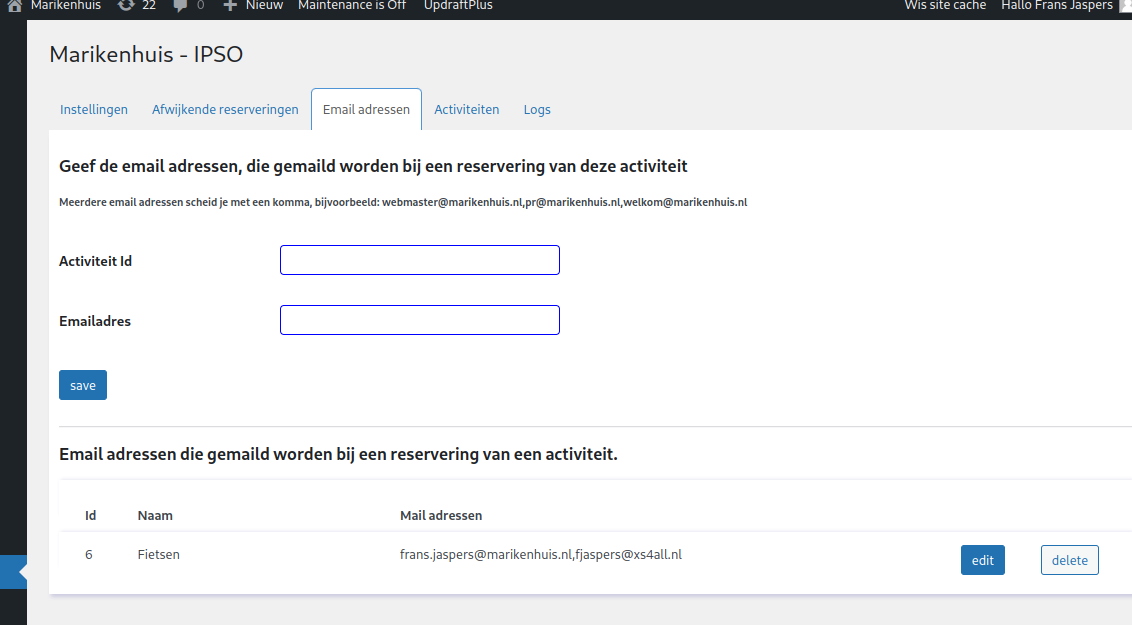 Marikenhuis 22 0 Nieuw Maintenance is Off UpdraftPlus Wis site cache Hallo Frans Jaspers
Marikenhuis - IPSO
Instellingen Afwijkende reserveringen Email adressen Activiteiten Logs
Geef de email adressen, die gemaild worden bij een reservering van deze activiteit
Meerdere email adressen scheid je met een komma, bijvoorbeeld: webmaster@marikenhuis.nl,pr@marikenhuis.nl,welkom@marikenhuis.nl
Activiteit Id
Emailadres
save
Email adressen die gemaild worden bij een reservering van een activiteit.
Id Naam Mail adressen
6 Fietsen frans.jaspers@marikenhuis.nl,fjaspers@xs4all.nl edit delete